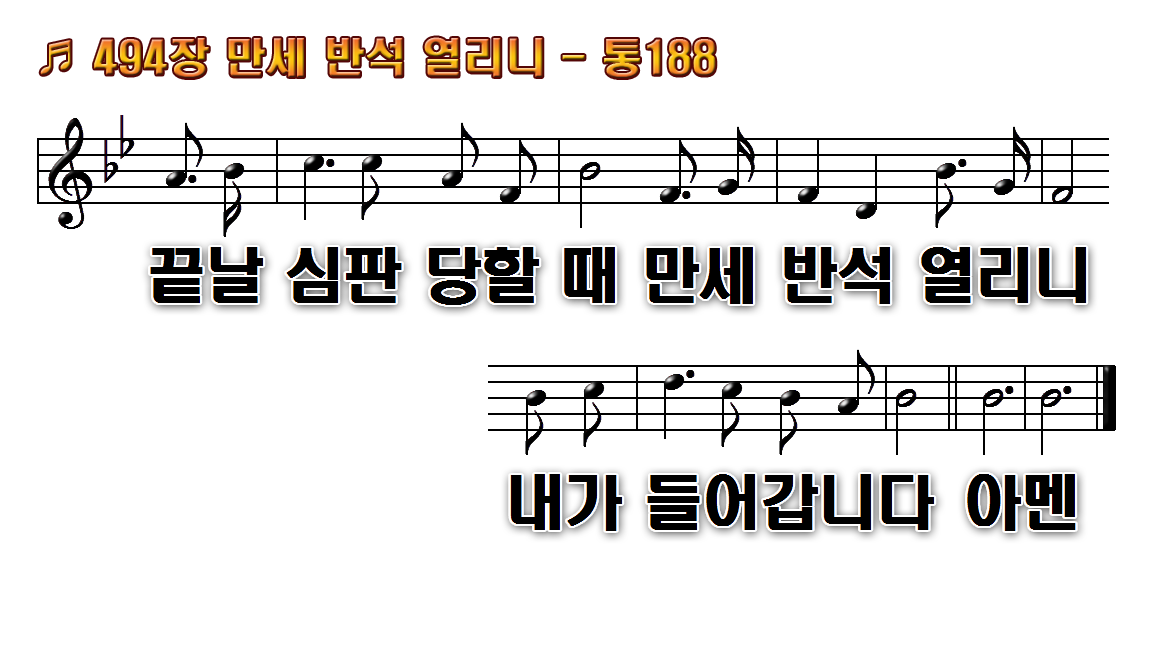 494장 만세 반석 열리니 - 통188
끝날 심판 당할 때 만세 반석 열리니
내가 들어갑니다 아멘